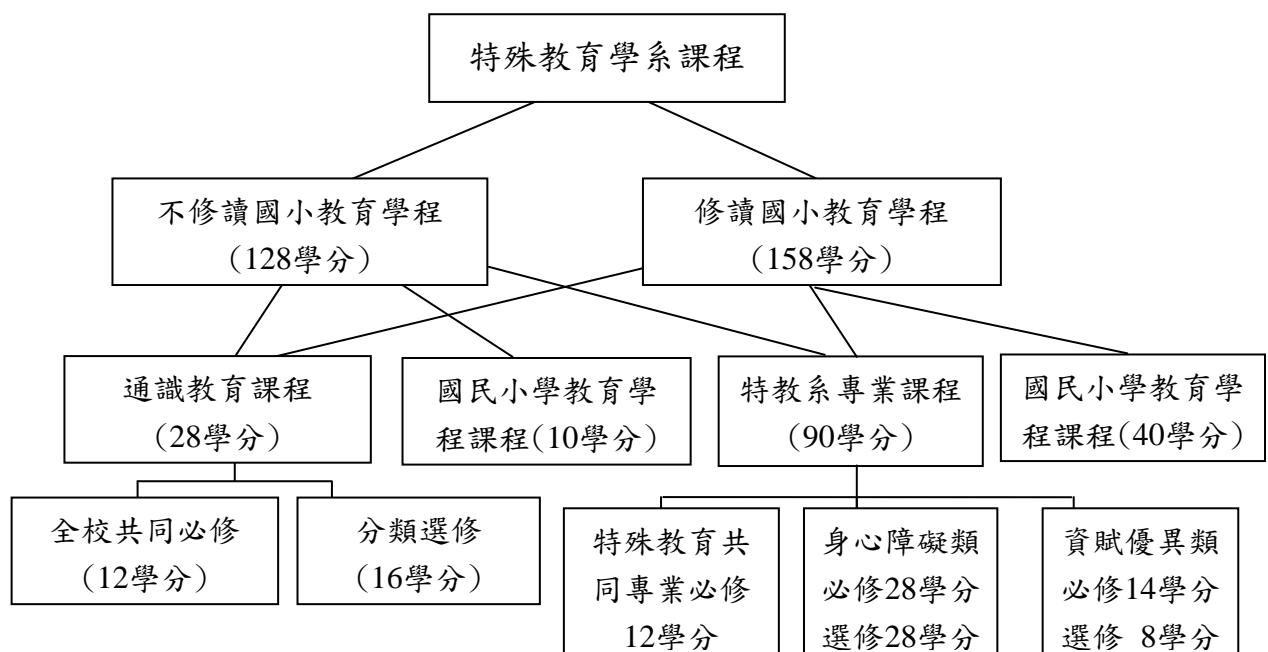 特殊教育學系課程
不修讀國小教育學程
（128學分）
修讀國小教育學程
（158學分）
通識教育課程
（28學分）
國民小學教育學
程課程(10學分)
特教系專業課程
（90學分）
國民小學教育學
程課程(40學分)
全校共同必修
（12學分）
分類選修
（16學分）
特殊教育共
同專業必修
12學分
身心障礙類
必修28學分
選修28學分
資賦優異類
必修14學分
選修 8學分